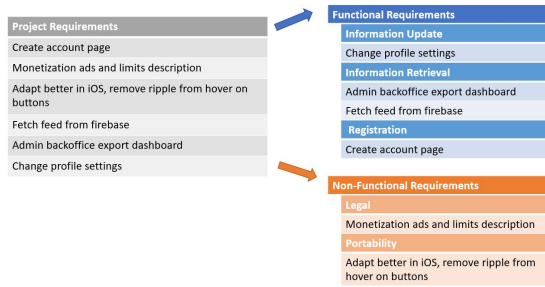 Project Requirements
Create account page
Monetization ads and limits description
Adapt better in iOS, remove ripple from hover on
buttons
Fetch feed from firebase
Admin backoffice export dashboard
Change profile settings
Functional Requirements
Information Update
Change profile settings
Information Retrieval
Admin backoffice export dashboard
Fetch feed from firebase
Registration
Create account page
Non-Functional Requirements
Legal
Monetization ads and limits description
Portability
Adapt better in iOS, remove ripple from
hover on buttons